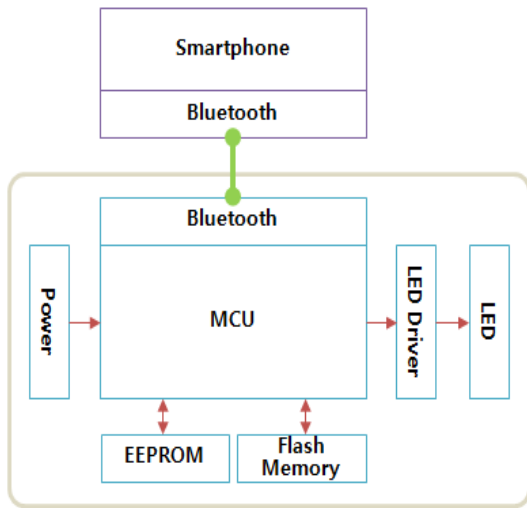 Smartphone
Bluetooth
Bluetooth
Power
MCU
LED Driver
LED
EEPROM
Flash
Memory